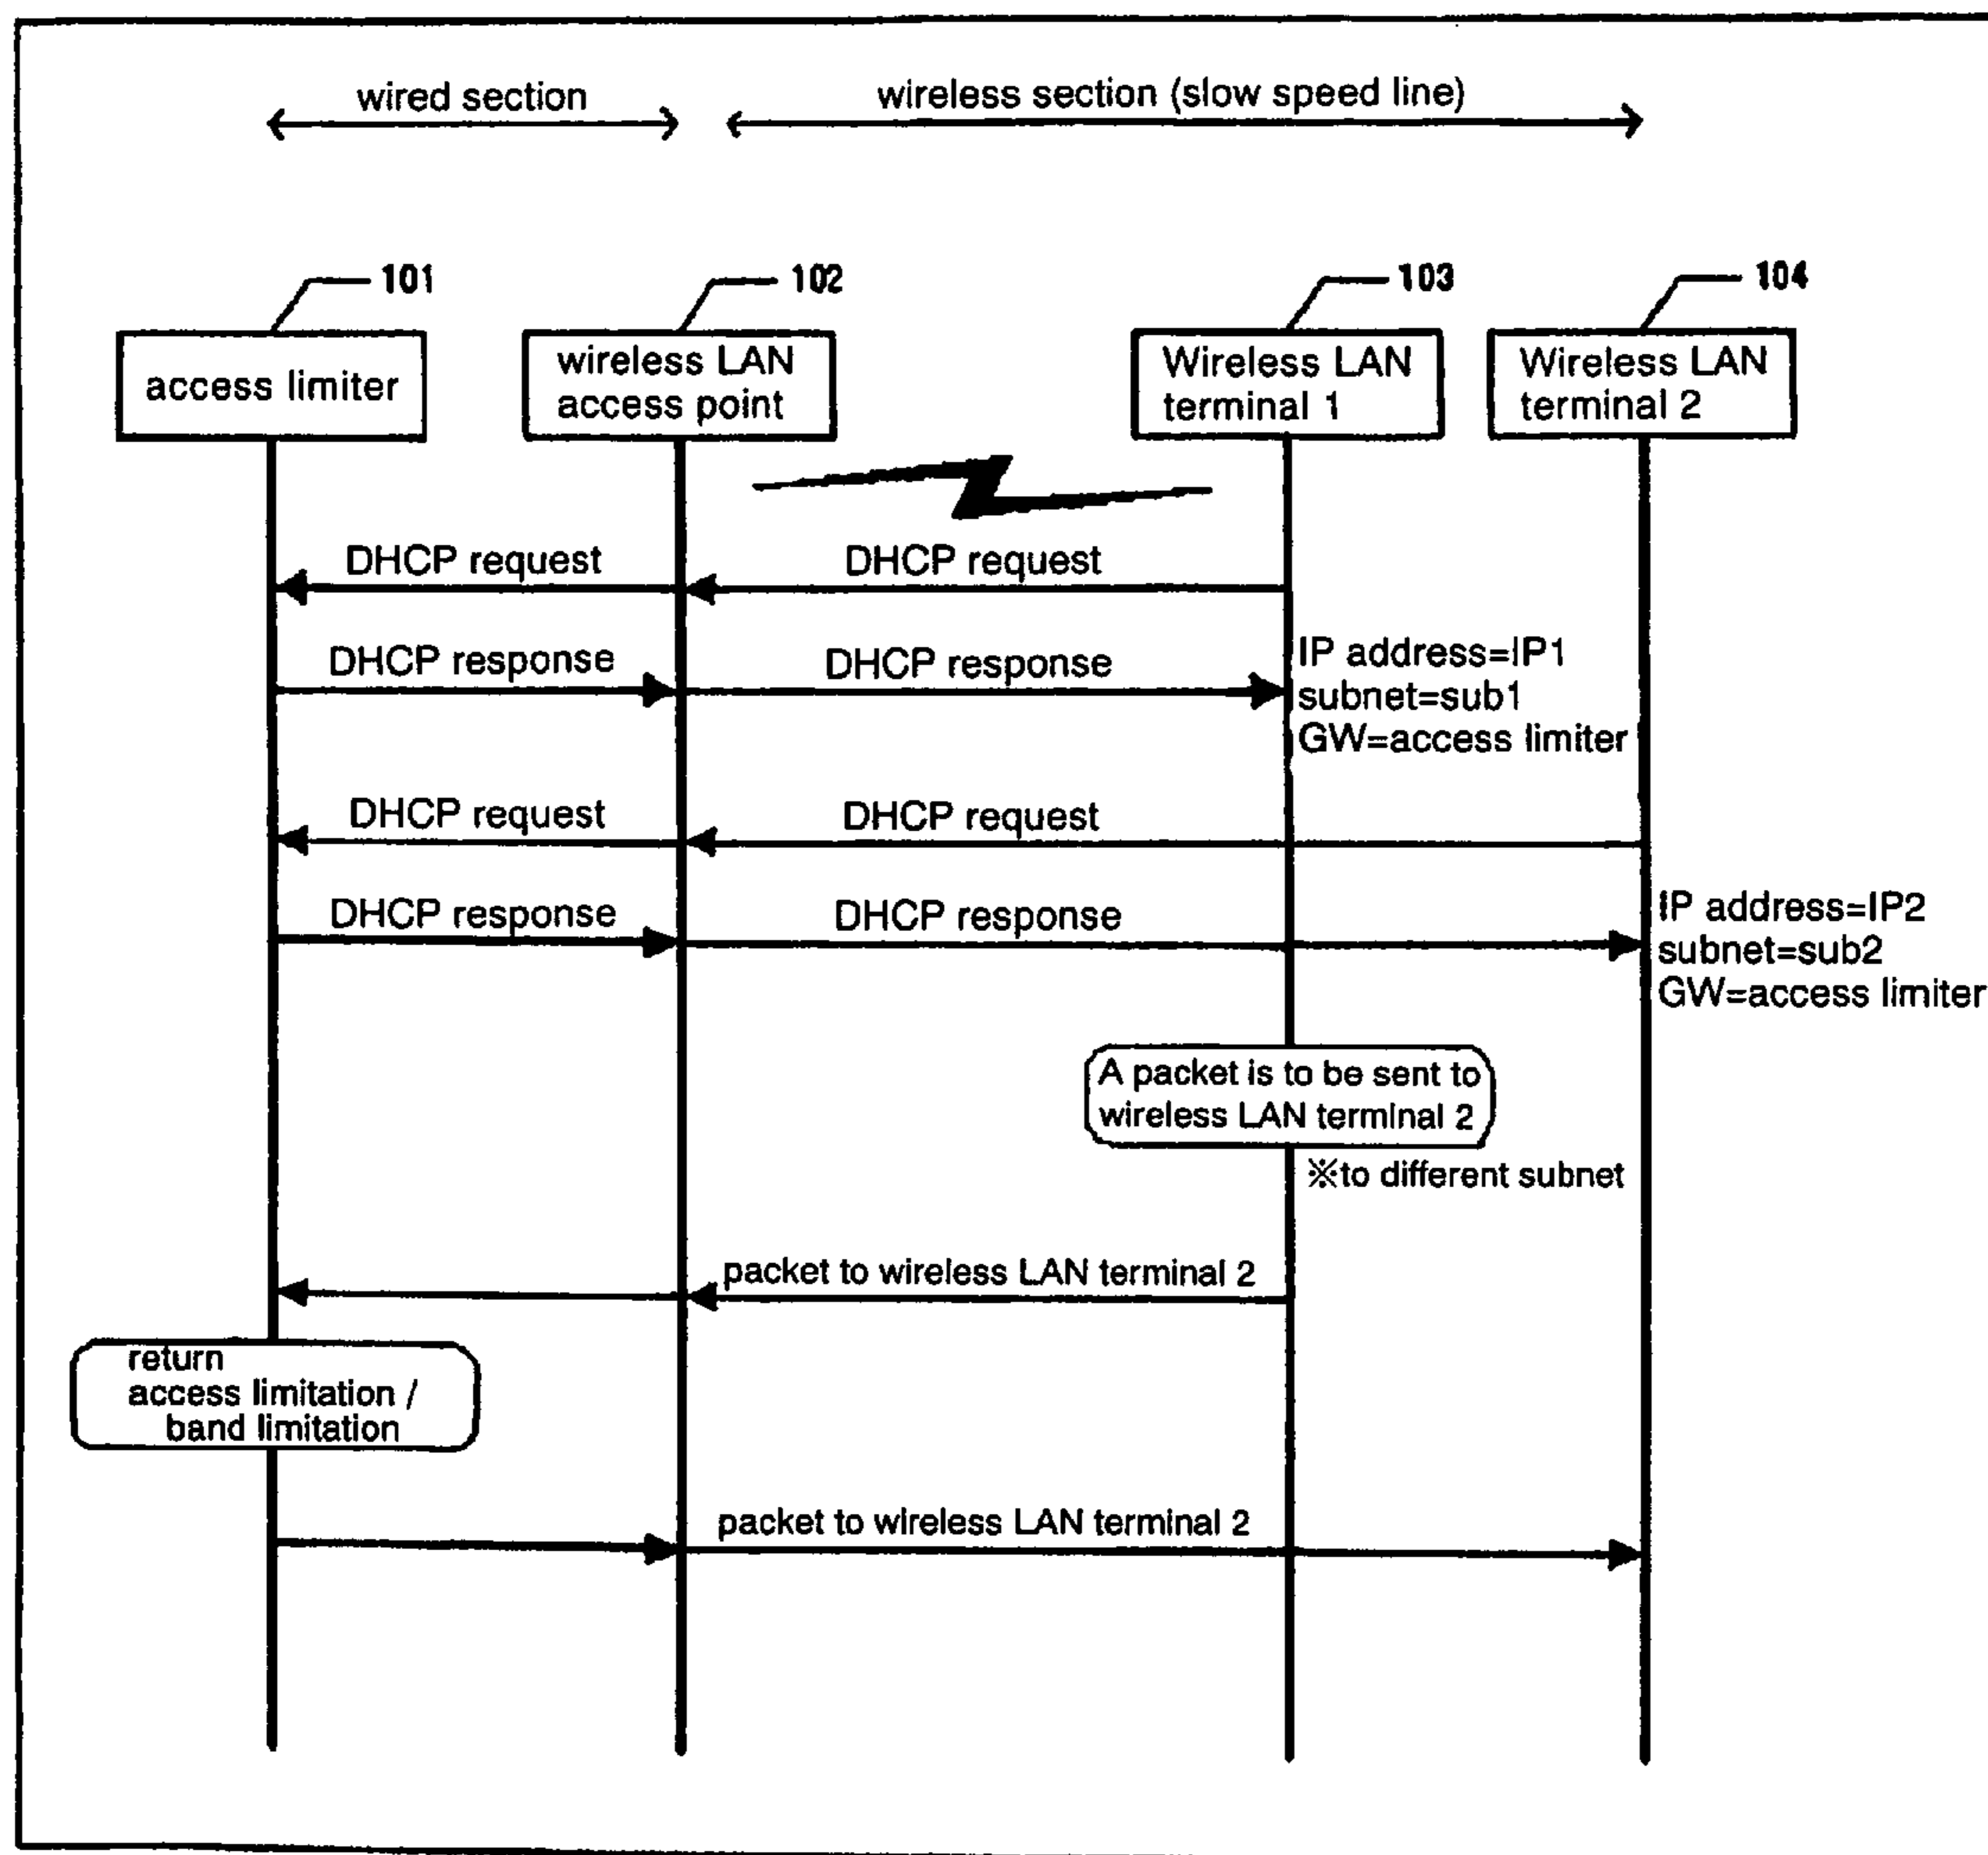 wired section
wireless section (slow speed line)
101
102
103
104
access limiter
wireless LAN
access point
Wireless LAN
terminal 1
Wireless LAN
terminal 2
DHCP request
DHCP request
DHCP response
DHCP response
IP address=IP1
subnet=sub1
GW=access limiter
DHCP request
DHCP request
DHCP response
DHCP response
IP address=IP2
subnet=sub2
GW=access limiter
A packet is to be sent to
wireless LAN terminal 2
※to different subnet
packet to wireless LAN terminal 2
return
access limitation /
band limitation
packet to wireless LAN terminal 2